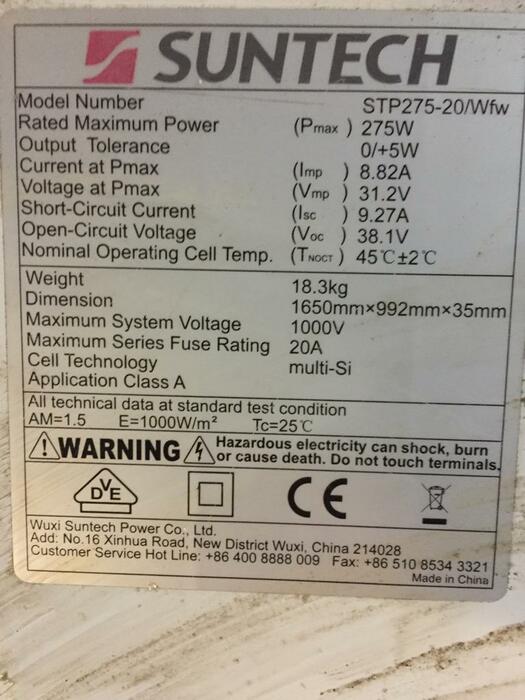 SUNTECH
Model Number STP275-20/Wfw
Rated Maximum Power (Pmax) 275W
Output Tolerance 0/+5W
Current at Pmax (Imp) 8.82A
Voltage at Pmax (Vmp) 31.2V
Short-Circuit Current (Isc) 9.27A
Open-Circuit Voltage (Voc) 38.1V
Nominal Operating Cell Temp. (TNOCT) 45℃±2℃
Weight 18.3kg
Dimension 1650mm×992mm×35mm
Maximum System Voltage 1000V
Maximum Series Fuse Rating 20A
Cell Technology multi-Si
Application Class A
All technical data at standard test condition
AM=1.5 E=1000W/m² Tc=25℃
WARNING Hazardous electricity can shock, burn
or cause death. Do not touch terminals.
DVE CE
Wuxi Suntech Power Co., Ltd.
Add: No.16 Xinhua Road, New District Wuxi, China 214028
Customer Service Hot Line: +86 400 8888 009 Fax: +86 510 8534 3321
Made in China